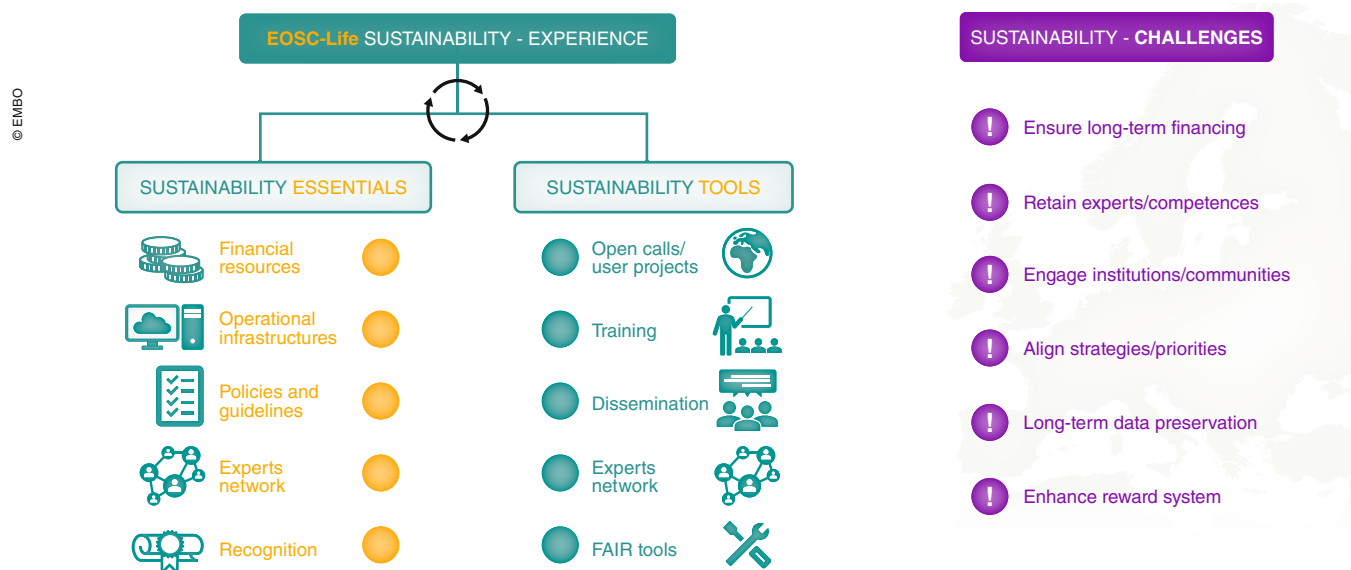 EOSC-Life SUSTAINABILITY - EXPERIENCE
© EMBO
SUSTAINABILITY ESSENTIALS
Financial
resources
Operational
infrastructures
Policies and
guidelines
Experts
network
Recognition
SUSTAINABILITY TOOLS
Open calls/
user projects
Training
Dissemination
Experts
network
FAIR tools
SUSTAINABILITY - CHALLENGES
! Ensure long-term financing
! Retain experts/competences
! Engage institutions/communities
! Align strategies/priorities
! Long-term data preservation
! Enhance reward system